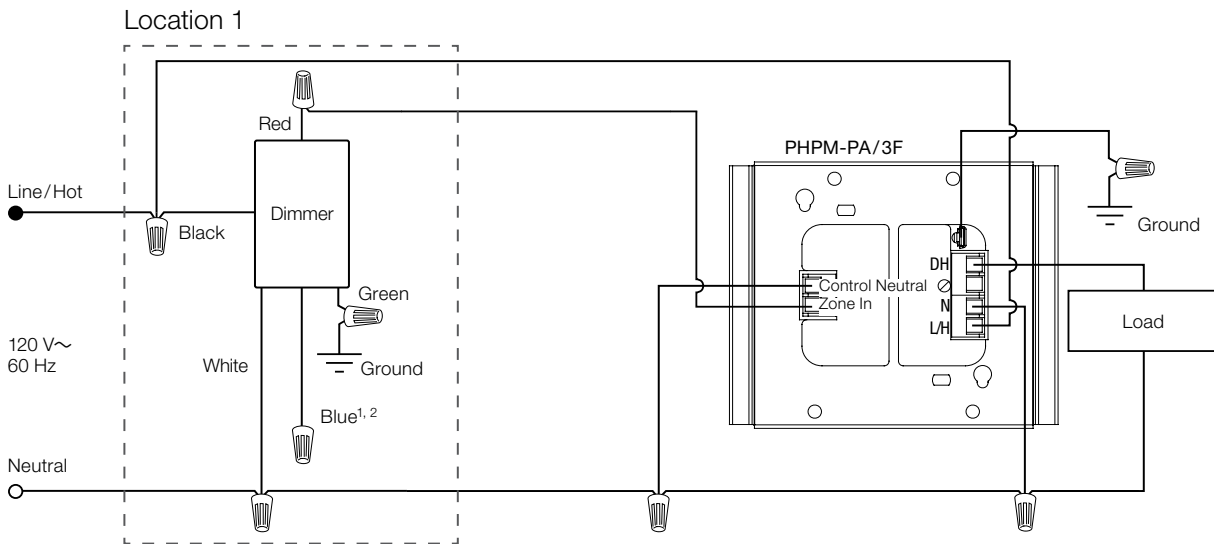 Location 1
Red
PHPM-PA/3F
Line/Hot
Dimmer
Black
Ground
DH
Control Neutral
Green
Zone In
N
Load
L/H
120 V~
60 Hz
White
Ground
Blue1, 2
Neutral